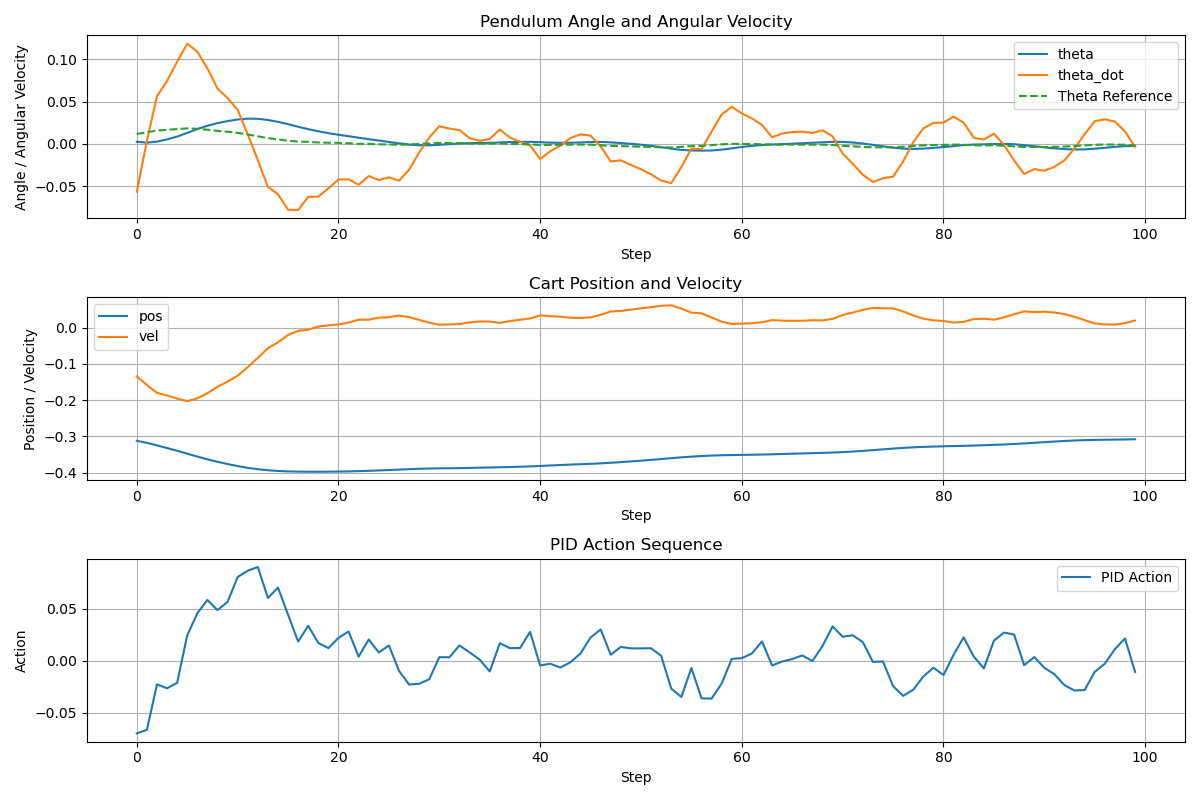 Pendulum Angle and Angular Velocity
Angle / Angular Velocity
0.10
0.05
0.00
−0.05
theta
theta_dot
Theta Reference
0 20 40 60 80 100
Step
Cart Position and Velocity
Position / Velocity
0.0
−0.1
−0.2
−0.3
−0.4
pos
vel
0 20 40 60 80 100
Step
PID Action Sequence
Action
0.05
0.00
−0.05
PID Action
0 20 40 60 80 100
Step